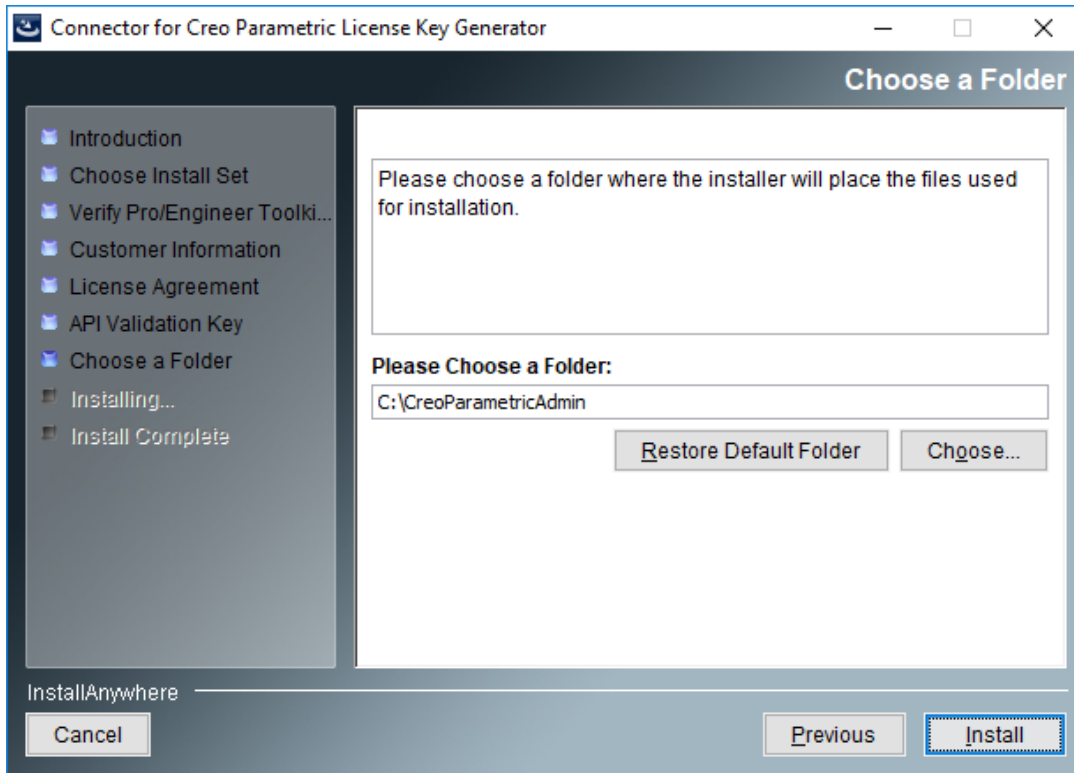 Connector for Creo Parametric License Key Generator
Choose a Folder
Introduction
Choose Install Set
Verify Pro/Engineer Toolki...
Customer Information
License Agreement
API Validation Key
Choose a Folder
Installing...
Install Complete
Please choose a folder where the installer will place the files used
for installation.
Please Choose a Folder:
C:\CreoParametricAdmin
Restore Default Folder
Choose...
InstallAnywhere
Cancel
Previous
Install